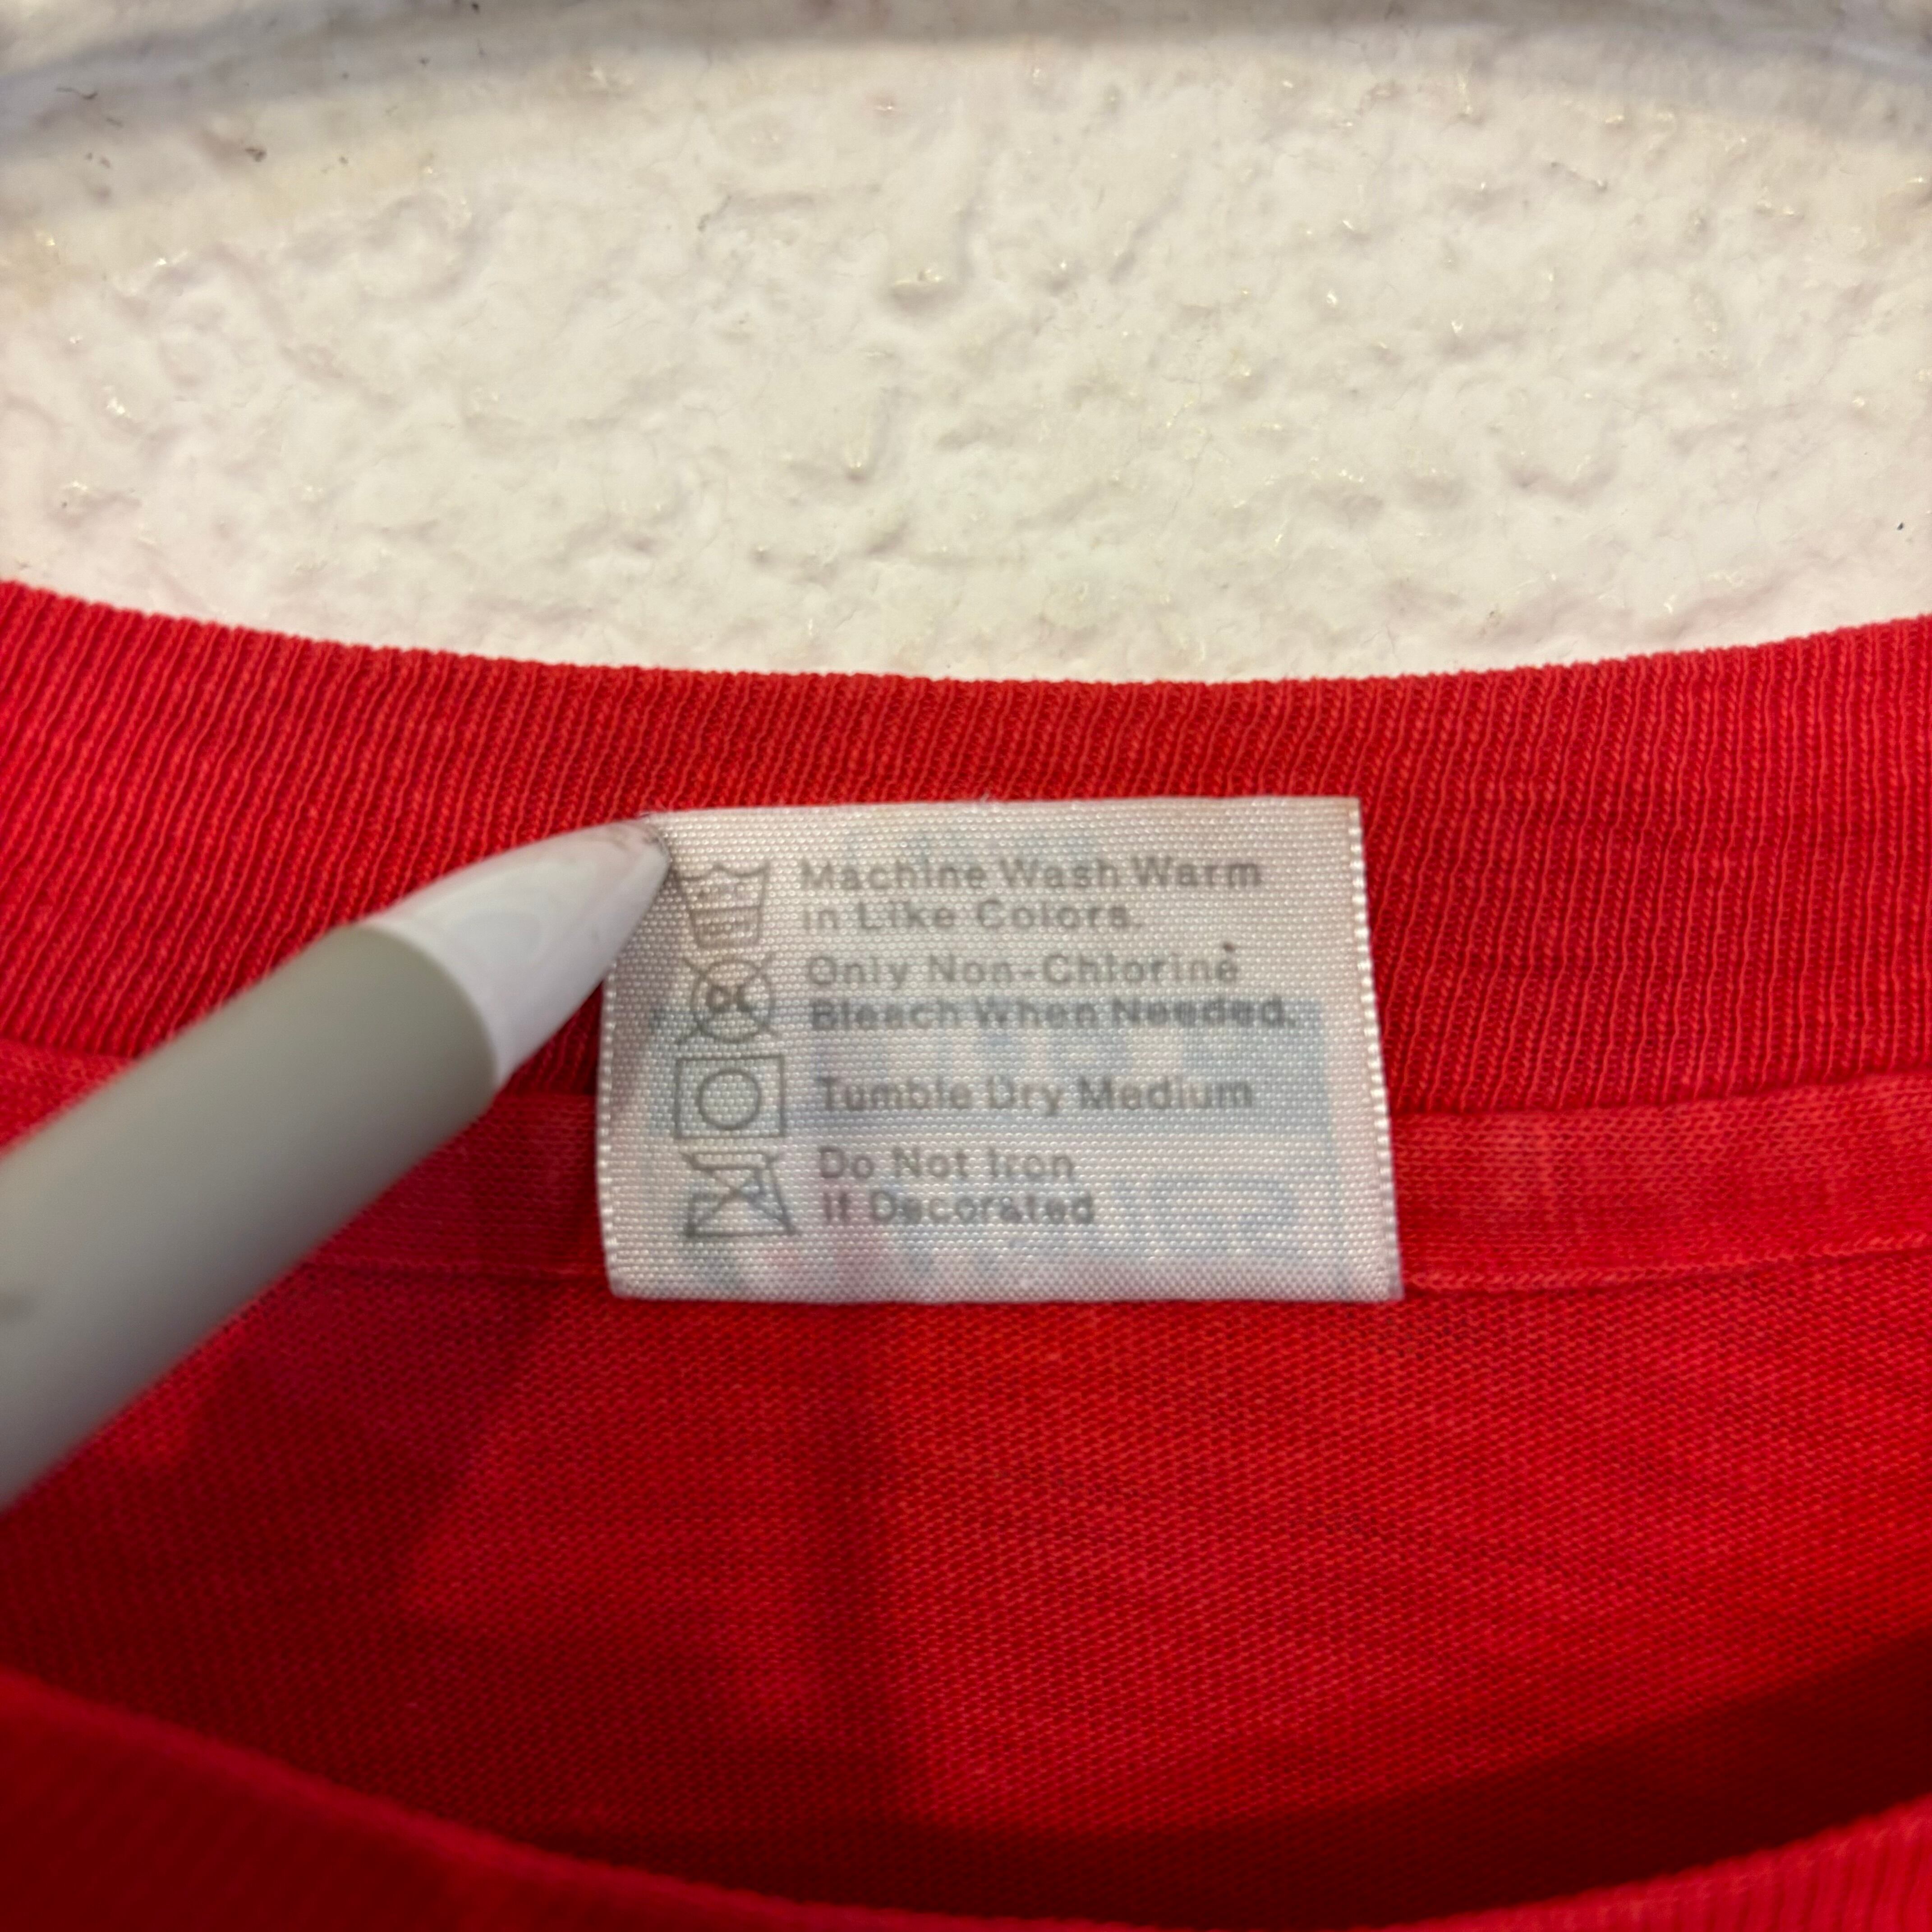 Machine Wash Warm
in Like Colors.
Only Non-Chlorine
Bleach When Needed.
Tumble Dry Medium
Do Not Iron
If Decorated